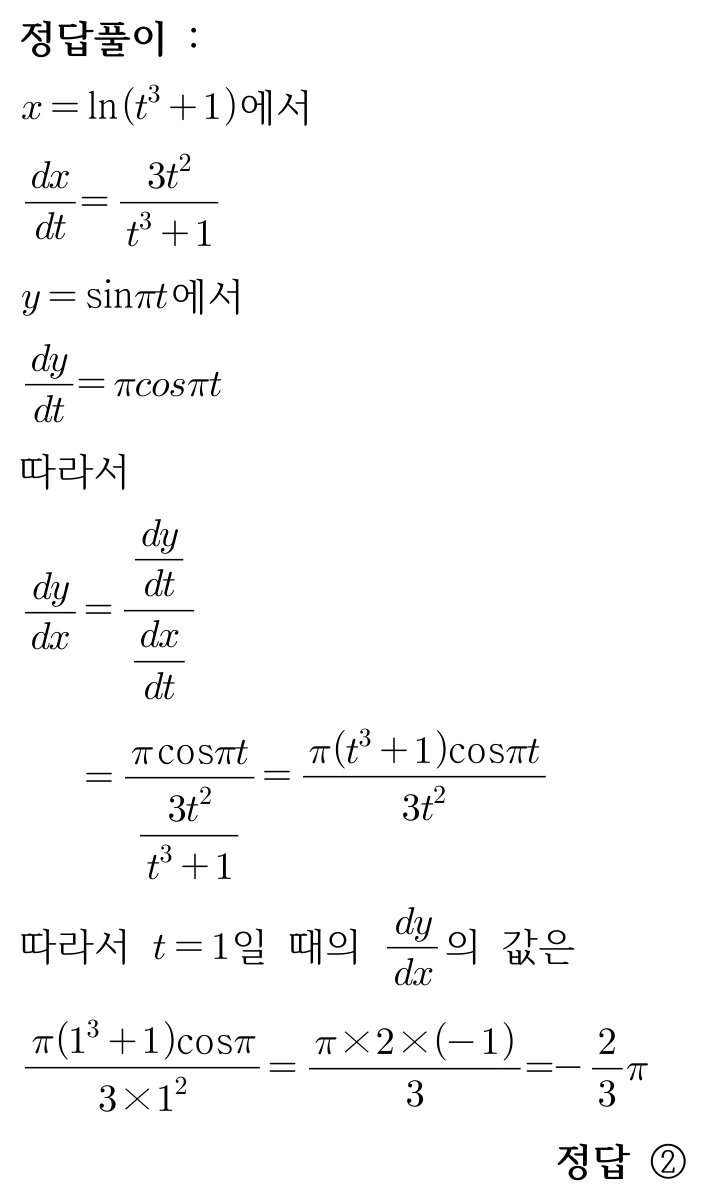 정답풀이 :
x = ln(t³ + 1)에서
dx/dt = 3t²/(t³ + 1)
y = sinπt에서
dy/dt = πcosπt
따라서
dy/dx = (dy/dt)/(dx/dt)
= (πcosπt)/(3t²/(t³ + 1)) = π(t³ + 1)cosπt/(3t²)
따라서 t = 1일 때의 dy/dx의 값은
π(1³ + 1)cosπ/(3×1²) = π×2×(−1)/3 = −(2/3)π
정답 ②